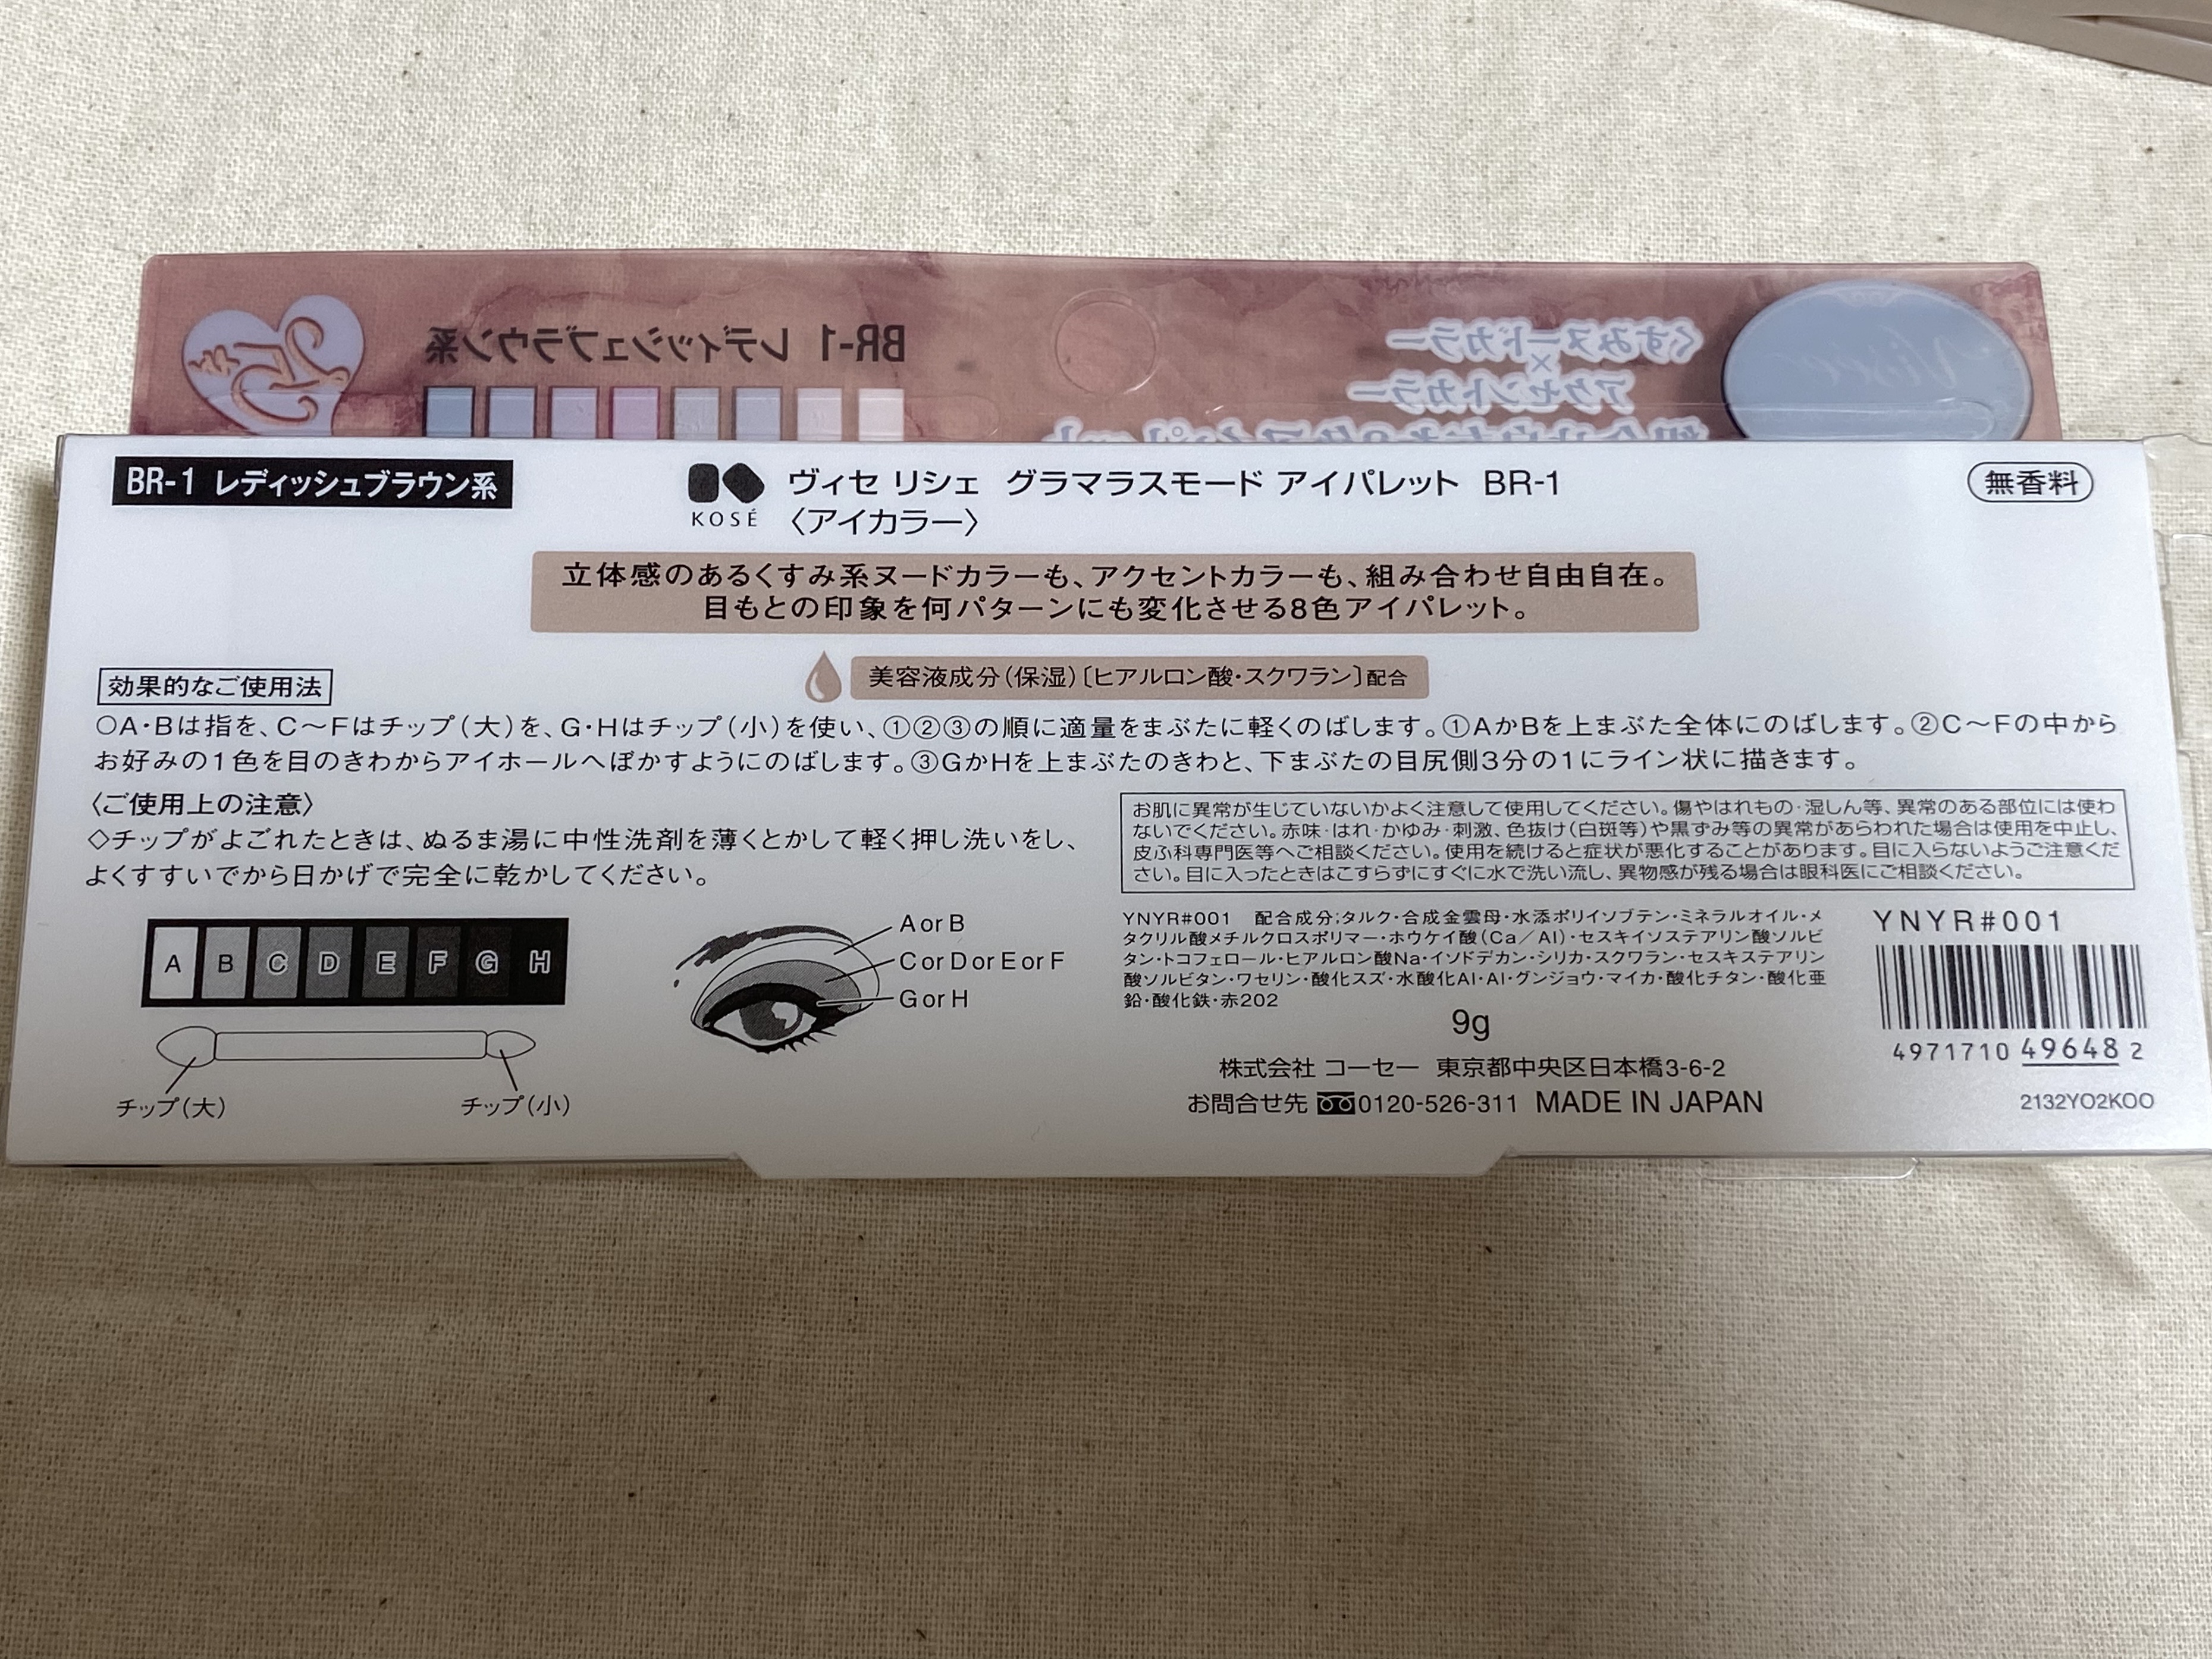 BR-1 レディッシュブラウン系
くすみヌードカラー
×
アクセントカラー
Visée
BR-1 レディッシュブラウン系
KOSÉ
ヴィセ リシェ グラマラスモード アイパレット BR-1
〈アイカラー〉
無香料
立体感のあるくすみ系ヌードカラーも、アクセントカラーも、組み合わせ自由自在。
目もとの印象を何パターンにも変化させる8色アイパレット。
美容液成分(保湿)[ヒアルロン酸・スクワラン]配合
効果的なご使用法
○A・Bは指を、C～Fはチップ(大)を、G・Hはチップ(小)を使い、①②③の順に適量をまぶたに軽くのばします。①AかBを上まぶた全体にのばします。②C～Fの中から
お好みの1色を目のきわからアイホールへぼかすようにのばします。③GかHを上まぶたのきわと、下まぶたの目尻側3分の1にライン状に描きます。
〈ご使用上の注意〉
◇チップがよごれたときは、ぬるま湯に中性洗剤を薄くとかして軽く押し洗いをし、
よくすすいでから日かげで完全に乾かしてください。
お肌に異常が生じていないかよく注意して使用してください。傷やはれもの・湿しん等、異常のある部位には使わ
ないでください。赤味・はれ・かゆみ・刺激、色抜け(白斑等)や黒ずみ等の異常があらわれた場合は使用を中止し、
皮ふ科専門医等へご相談ください。使用を続けると症状が悪化することがあります。目に入らないようご注意くだ
さい。目に入ったときはこすらずにすぐに水で洗い流し、異物感が残る場合は眼科医にご相談ください。
A B C D E F G H
チップ(大)
チップ(小)
A or B
C or D or E or F
G or H
YNYR#001 配合成分;タルク・合成金雲母・水添ポリイソブテン・ミネラルオイル・メ
タクリル酸メチルクロスポリマー・ホウケイ酸(Ca/Al)・セスキイソステアリン酸ソルビ
タン・トコフェロール・ヒアルロン酸Na・イソドデカン・シリカ・スクワラン・セスキステアリン
酸ソルビタン・ワセリン・酸化スズ・水酸化Al・Al・グンジョウ・マイカ・酸化チタン・酸化亜
鉛・酸化鉄・赤202
9g
株式会社 コーセー 東京都中央区日本橋3-6-2
お問合せ先 0120-526-311 MADE IN JAPAN
YNYR#001
4971710 49648 2
2132YO2KOO